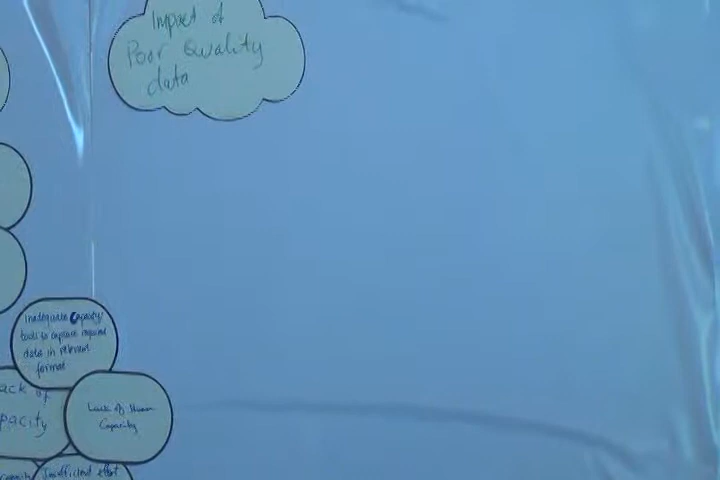 Impact of
Poor Quality
data
Inadequate Capacity/
tools to capture required
data in relevant
format
ack of
pacity
Lack of Human
Capacity
Insufficient effort